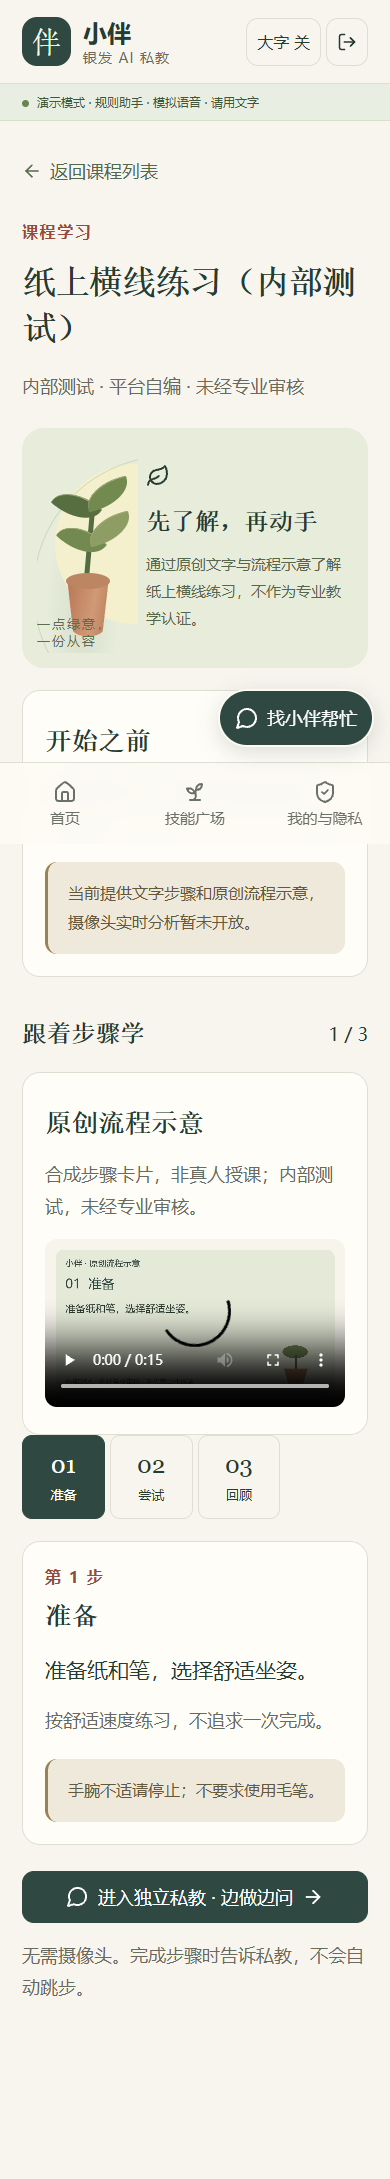 伴
小伴
银发 AI 私教
大字 关
演示模式 · 规则助手 · 模拟语音 · 请用文字
返回课程列表
课程学习
纸上横线练习（内部测
试）
内部测试 · 平台自编 · 未经专业审核
先了解，再动手
通过原创文字与流程示意了解
纸上横线练习，不作为专业教
学认证。
一点绿意，
一份从容
开始之前
找小伴帮忙
首页
技能广场
我的与隐私
当前提供文字步骤和原创流程示意，
摄像头实时分析暂未开放。
跟着步骤学
1 / 3
原创流程示意
合成步骤卡片，非真人授课；内部测
试，未经专业审核。
小伴 · 原创流程示意
01 准备
准备纸和笔，选择舒适坐姿。
0:00 / 0:15
01
准备
02
尝试
03
回顾
第 1 步
准备
准备纸和笔，选择舒适坐姿。
按舒适速度练习，不追求一次完成。
手腕不适请停止；不要求使用毛笔。
进入独立私教 · 边做边问
无需摄像头。完成步骤时告诉私教，不会自
动跳步。